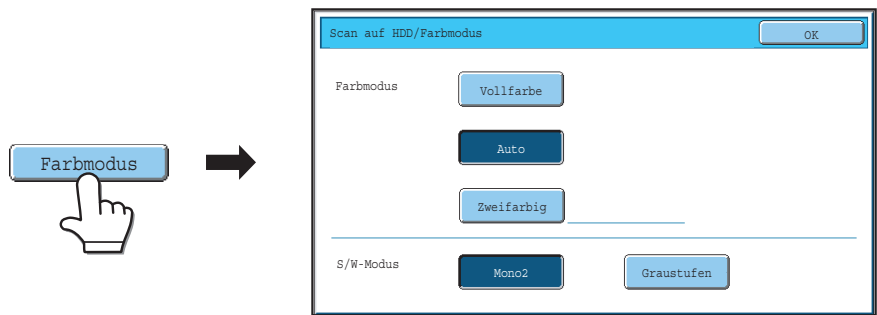 Scan auf HDD/Farbmodus OK
Farbmodus Vollfarbe
Auto
Farbmodus
Zweifarbig
S/W-Modus Mono2 Graustufen